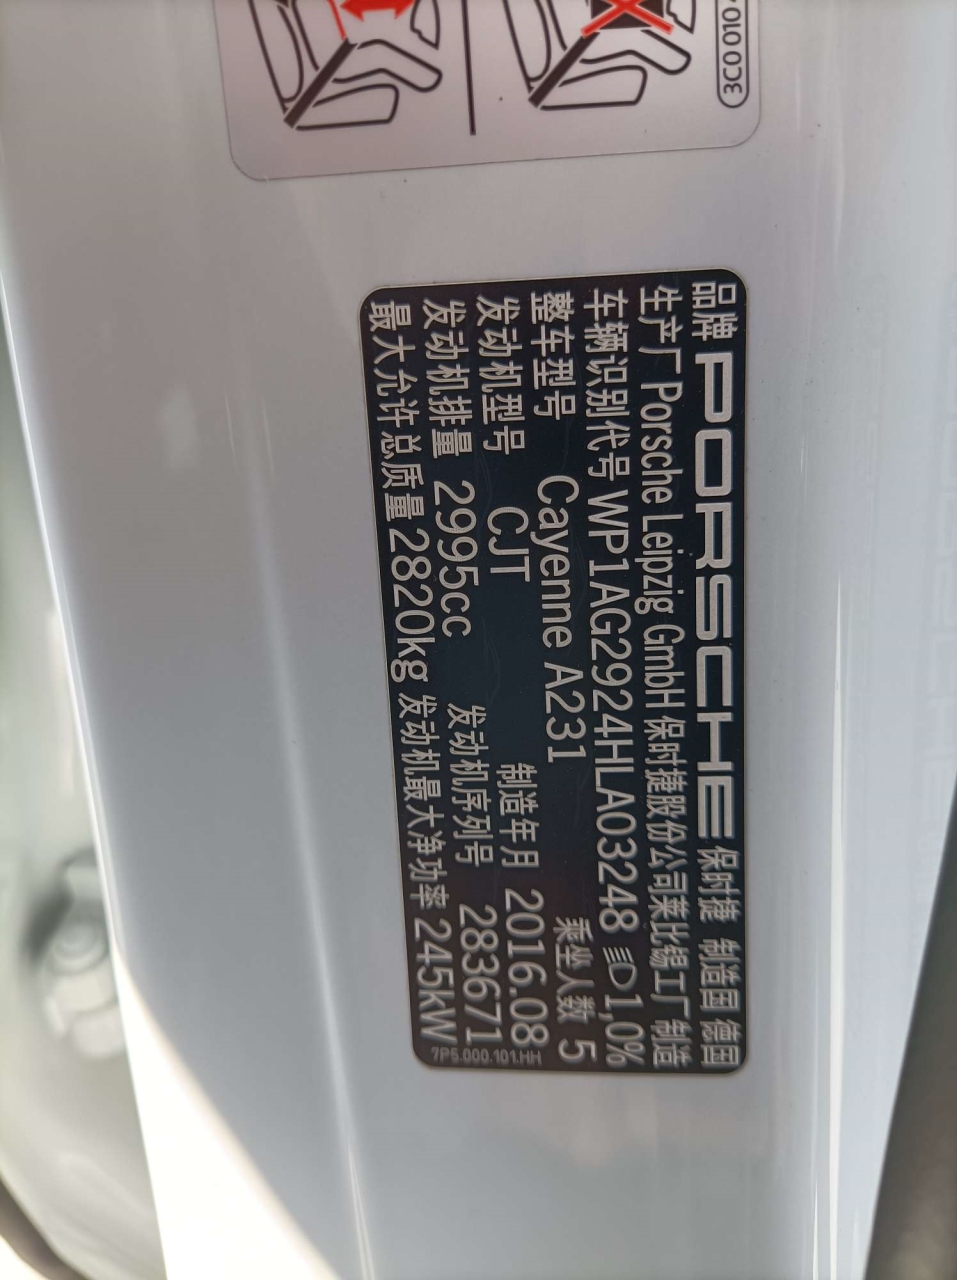 3C0 010
品牌 PORSCHE 保时捷 制造国 德国
生产厂 Porsche Leipzig GmbH 保时捷股份公司莱比锡工厂制造
车辆识别代号 WP1AG2924HLA03248 1,0%
整车型号 Cayenne A231 乘坐人数 5
发动机型号 CJT 制造年月 2016.08
发动机排量 2995cc 发动机序列号 283671
最大允许总质量 2820kg 发动机最大净功率 245kW
7P5.000.101.HH